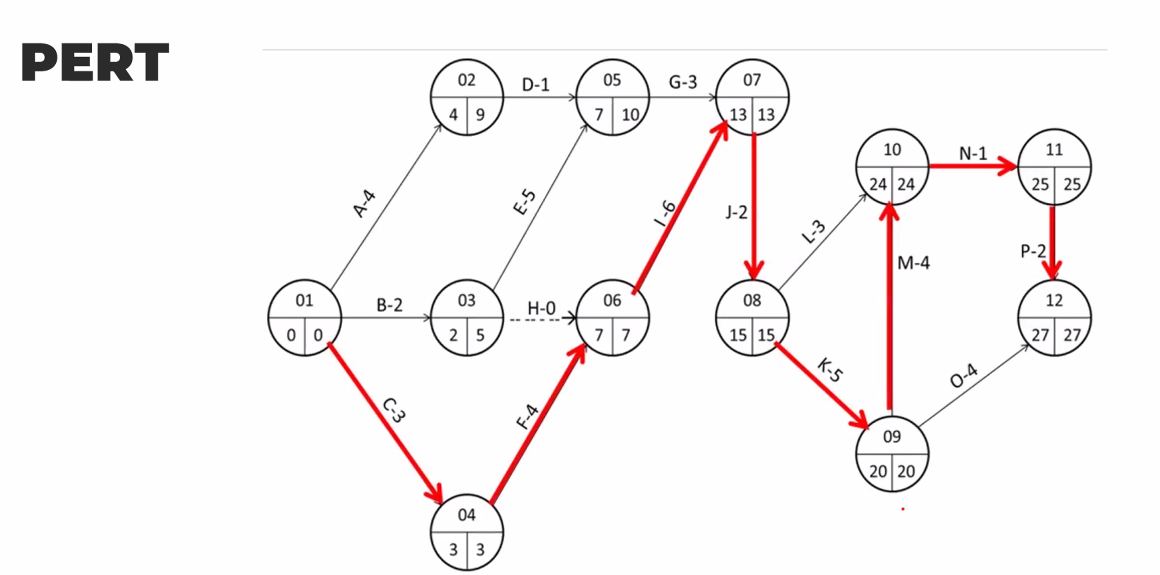 PERT
02
4 9
D-1
05
7 10
G-3
07
13 13
A-4
E-5
I-6
J-2
10
24 24
N-1
11
25 25
L-3
M-4
P-2
01
0 0
B-2
03
2 5
H-0
06
7 7
08
15 15
12
27 27
C-3
F-4
K-5
O-4
09
20 20
04
3 3